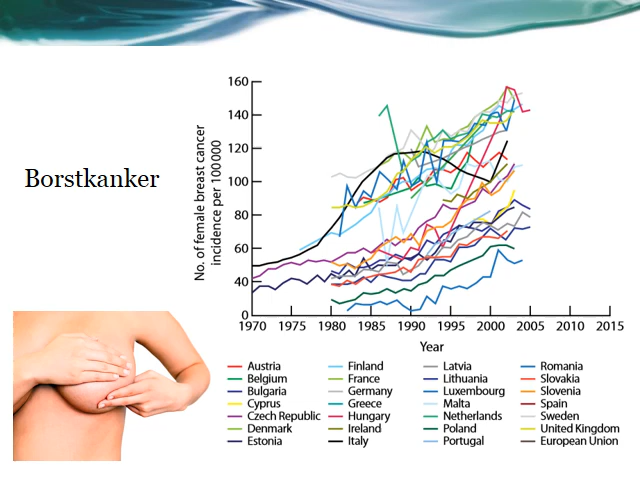 Borstkanker
No. of female breast cancer
incidence per 100 000
160
140
120
100
80
60
40
20
0
1970 1975 1980 1985 1990 1995 2000 2005 2010 2015
Year
Austria Finland Latvia Romania
Belgium France Lithuania Slovakia
Bulgaria Germany Luxembourg Slovenia
Cyprus Greece Malta Spain
Czech Republic Hungary Netherlands Sweden
Denmark Ireland Poland United Kingdom
Estonia Italy Portugal European Union